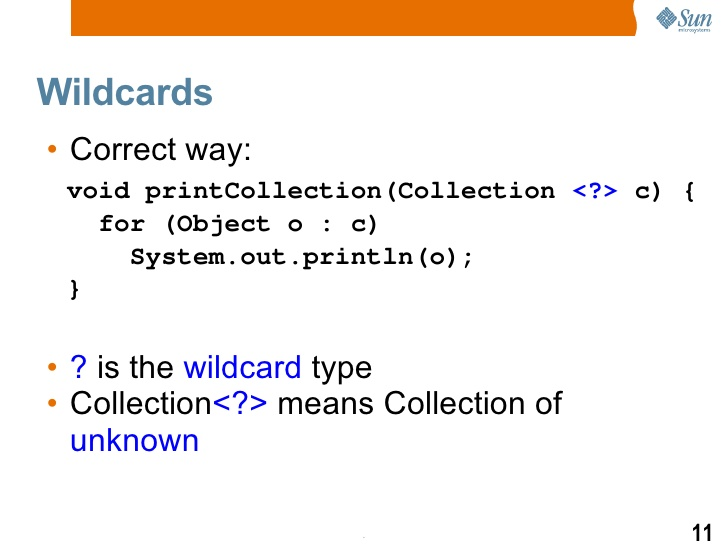 Sun
microsystems
Wildcards
• Correct way:
void printCollection(Collection <?> c) {
for (Object o : c)
System.out.println(o);
}
• ? is the wildcard type
• Collection<?> means Collection of
unknown
11